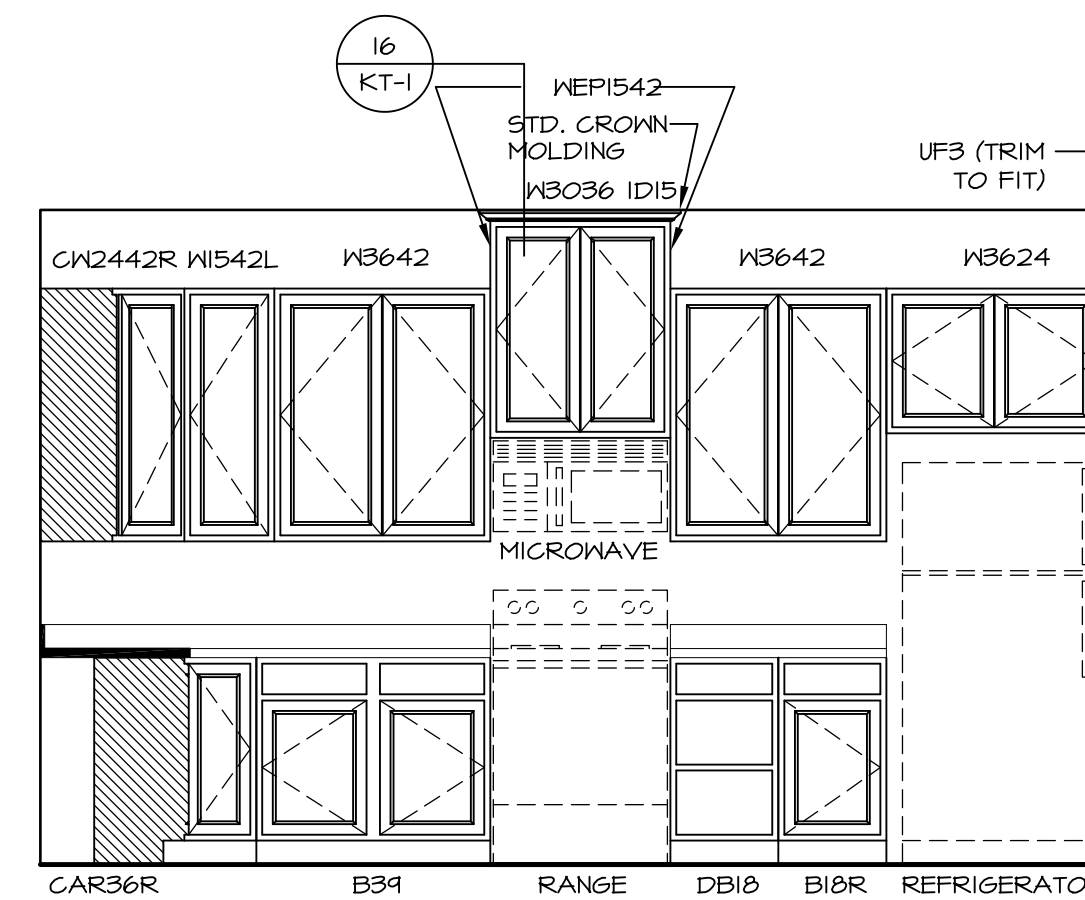 16
KT-1
WEP1542
STD. CROWN
MOLDING
UF3 (TRIM
TO FIT)
W3036 1D15
CW2442R W1542L W3642 W3642 W3624
MICROWAVE
CAR36R B39 RANGE DB18 B18R REFRIGERATO